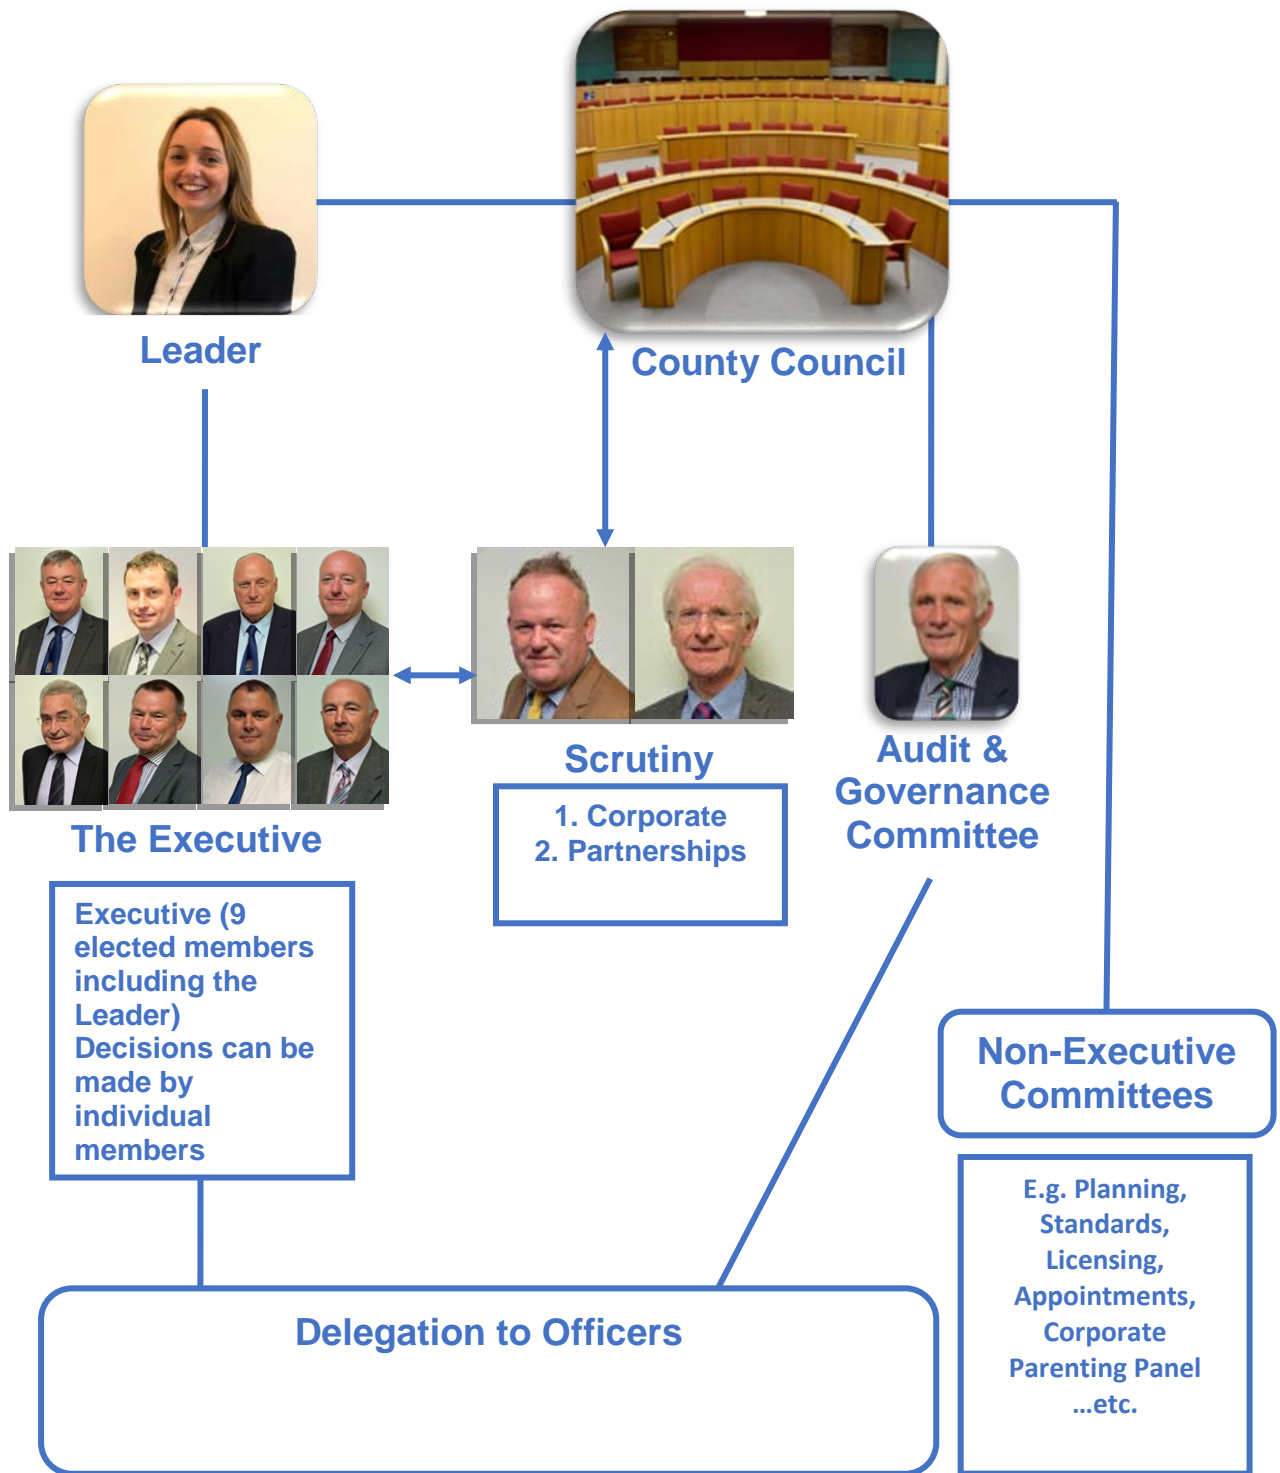 Leader
County Council
Scrutiny
1. Corporate
2. Partnerships
Audit &
Governance
Committee
The Executive
Executive (9
elected members
including the
Leader)
Decisions can be
made by
individual
members
Non-Executive
Committees
E.g. Planning,
Standards,
Licensing,
Appointments,
Corporate
Parenting Panel
…etc.
Delegation to Officers